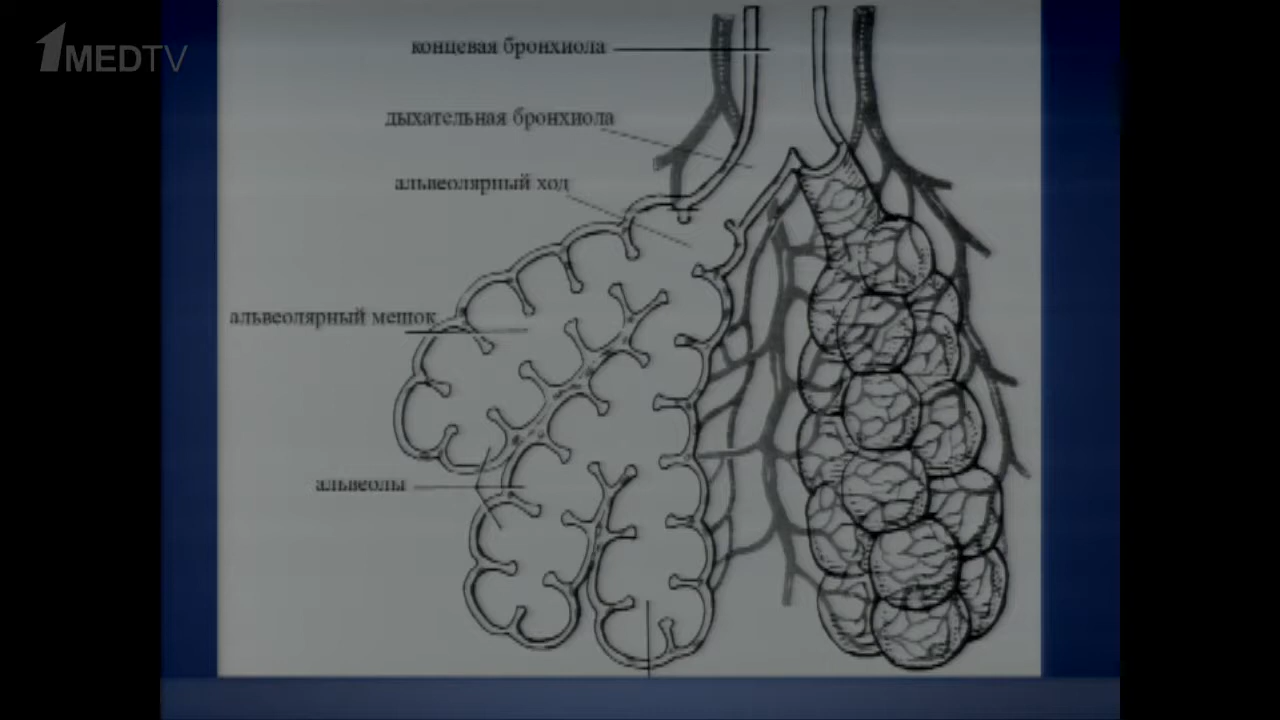 1MEDTV
концевая бронхиола
дыхательная бронхиола
альвеолярный ход
альвеолярный мешок
альвеолы